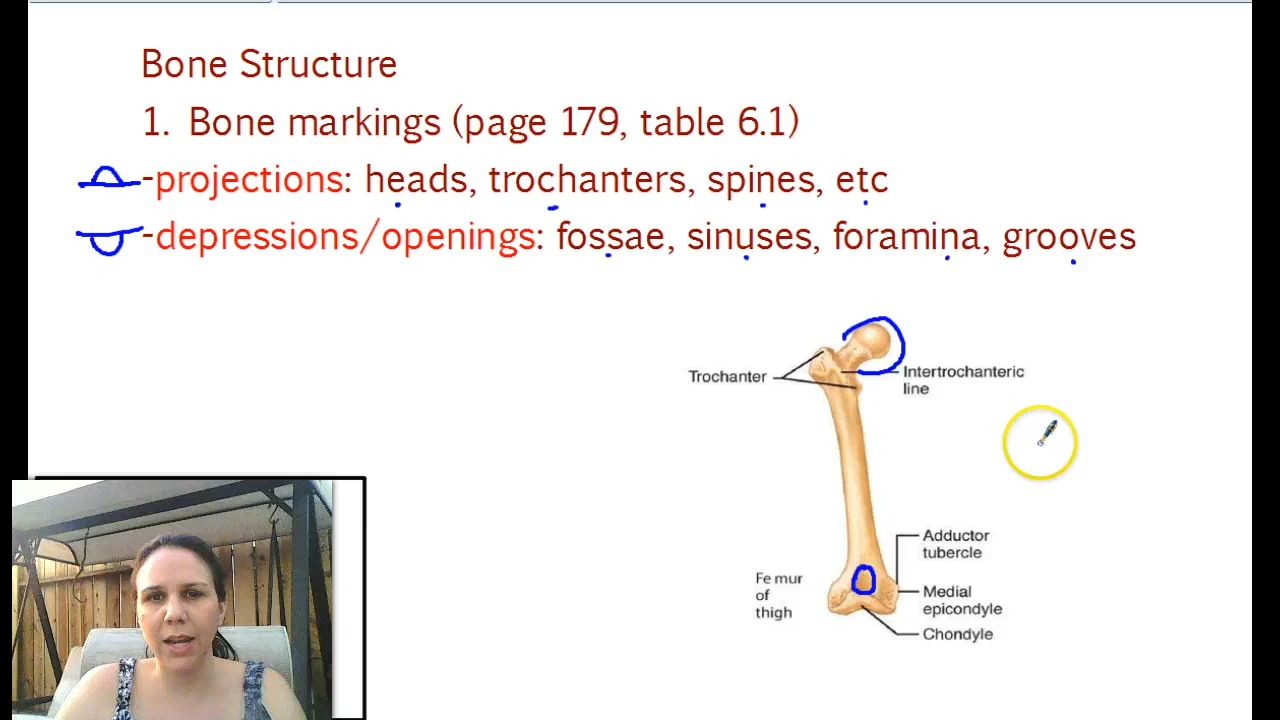 Bone Structure
1. Bone markings (page 179, table 6.1)
-projections: heads, trochanters, spines, etc
-depressions/openings: fossae, sinuses, foramina, grooves
Trochanter
Intertrochanteric
line
Adductor
tubercle
Fe mur
of
thigh
Medial
epicondyle
Chondyle